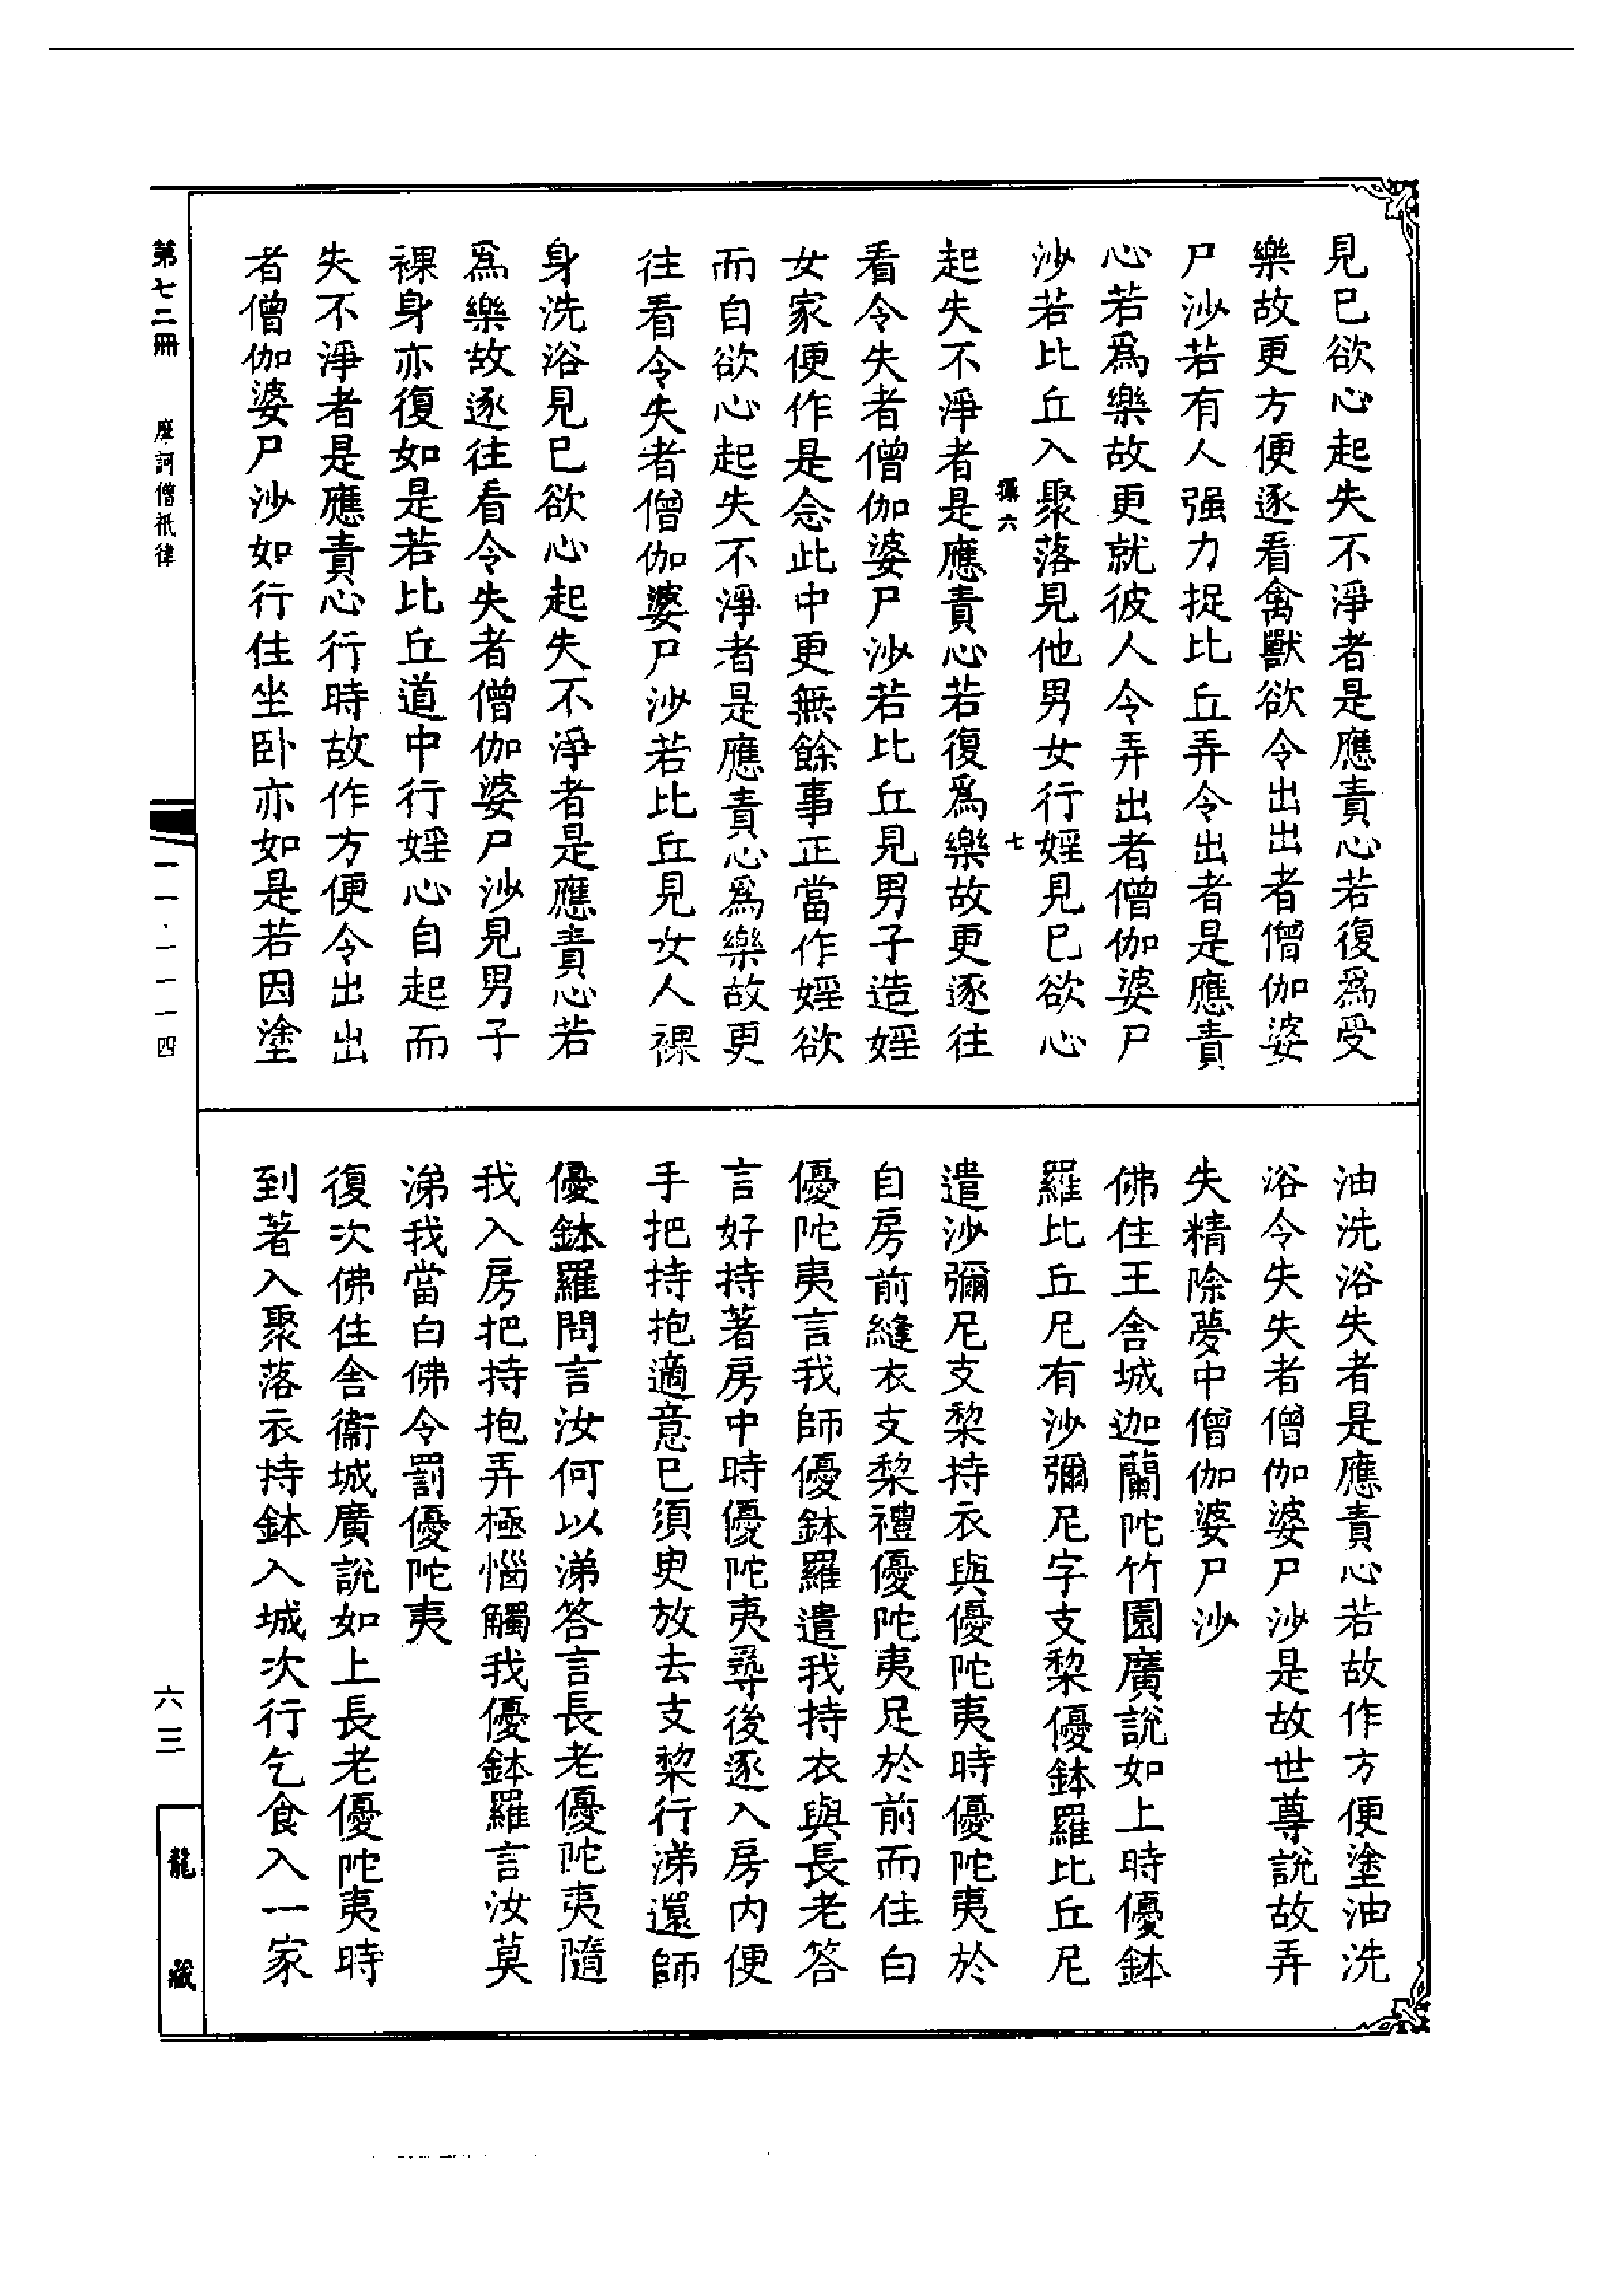 見巳欲心起失不淨者是應責心若復爲受
樂故更方便逐看禽獸欲令出出者僧伽婆
尸沙若有人强力捉比丘弄令出者是應責
心若爲樂故更就彼人令弄出者僧伽婆尸
沙若比丘入聚落見他男女行婬見巳欲心
操六 七
起失不淨者是應責心若復爲樂故更逐往
看令失者僧伽婆尸沙若比丘見男子造婬
女家便作是念此中更無餘事正當作婬欲
而自欲心起失不淨者是應責心爲樂故更
往看令失者僧伽婆尸沙若比丘見女人裸
身洗浴見巳欲心起失不淨者是應責心若
爲樂故逐往看令失者僧伽婆尸沙見男子
裸身亦復如是若比丘道中行婬心自起而
失不淨者是應責心行時故作方便令出出
者僧伽婆尸沙如行住坐卧亦如是若因塗
油洗浴失者是應責心若故作方便塗油洗
浴令失失者僧伽婆尸沙是故世尊說故弄
失精除夢中僧伽婆尸沙
佛住王舍城迦蘭陀竹園廣說如上時優鉢
羅比丘尼有沙彌尼字支棃優鉢羅比丘尼
遣沙彌尼支棃持衣與優陀夷時優陀夷於
自房前縫衣支棃禮優陀夷足於前而住白
優陀夷言我師優鉢羅遣我持衣與長老答
言好持著房中時優陀夷尋後逐入房內便
手把持抱適意巳須臾放去支棃行涕還師
優鉢羅問言汝何以涕答言長老優陀夷隨
我入房把持抱弄極惱觸我優鉢羅言汝莫
涕我當白佛令罰優陀夷
復次佛住舍衞城廣說如上長老優陀夷時
到著入聚落衣持鉢入城次行乞食入一家
第七二冊 摩訶僧祇律 一一·一一一四 六三 龍藏